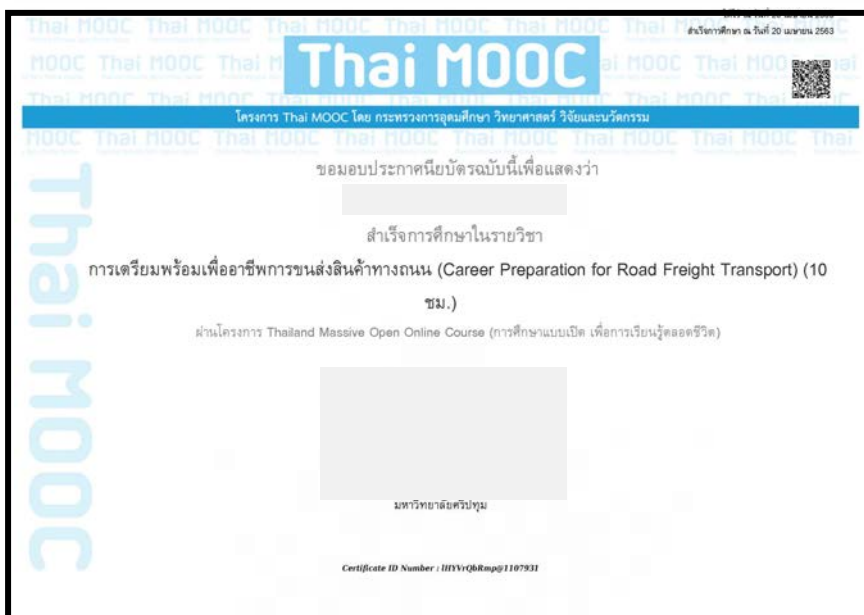 สำเร็จการศึกษา ณ วันที่ 20 เมษายน 2563
Thai MOOC
โครงการ Thai MOOC โดย กระทรวงการอุดมศึกษา วิทยาศาสตร์ วิจัยและนวัตกรรม
Thai MOOC
ขอมอบประกาศนียบัตรฉบับนี้เพื่อแสดงว่า
สำเร็จการศึกษาในรายวิชา
การเตรียมพร้อมเพื่ออาชีพการขนส่งสินค้าทางถนน (Career Preparation for Road Freight Transport) (10
ชม.)
ผ่านโครงการ Thailand Massive Open Online Course (การศึกษาแบบเปิด เพื่อการเรียนรู้ตลอดชีวิต)
มหาวิทยาลัยศรีปทุม
Certificate ID Number : lHYVrQbRmp@1107931